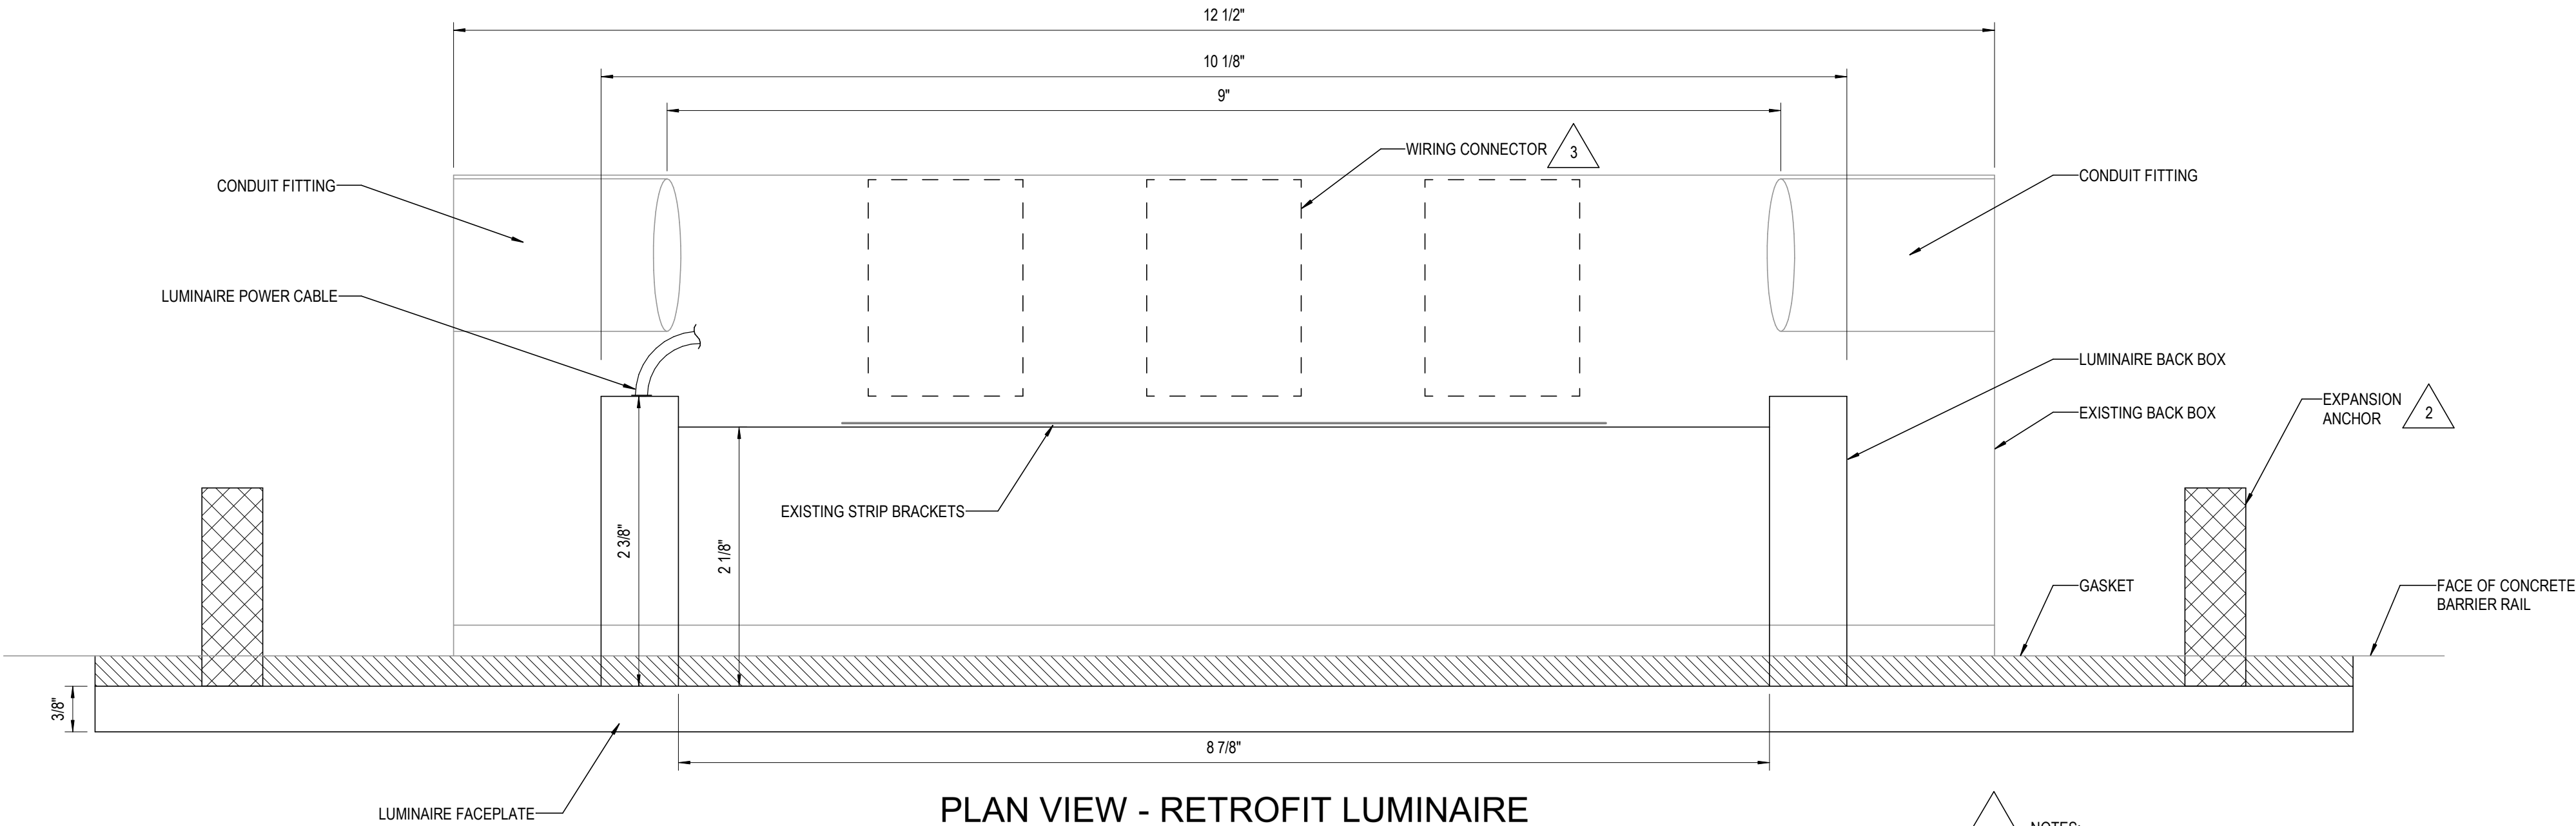 12 1/2"
10 1/8"
9"
WIRING CONNECTOR
3
CONDUIT FITTING
CONDUIT FITTING
LUMINAIRE POWER CABLE
LUMINAIRE BACK BOX
EXISTING BACK BOX
EXPANSION
ANCHOR
2
EXISTING STRIP BRACKETS
2 3/8"
2 1/8"
GASKET
FACE OF CONCRETE
BARRIER RAIL
3/8"
8 7/8"
LUMINAIRE FACEPLATE
PLAN VIEW - RETROFIT LUMINAIRE
NOTES: